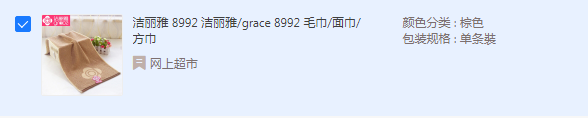 洁丽雅 8992 洁丽雅/grace 8992 毛巾/面巾/
方巾
网上超市
颜色分类 : 棕色
包装规格 : 单条装